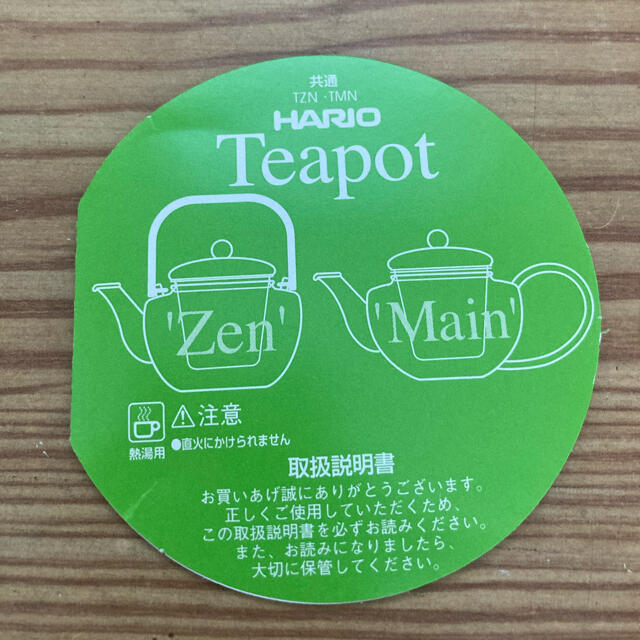 共通
TZN・TMN
HARIO
Teapot
'Zen'
'Main'
熱湯用
⚠注意
●直火にかけられません
取扱説明書
お買いあげ誠にありがとうございます。
正しくご使用していただくため、
この取扱説明書を必ずお読みください。
また、お読みになりましたら、
大切に保管してください。